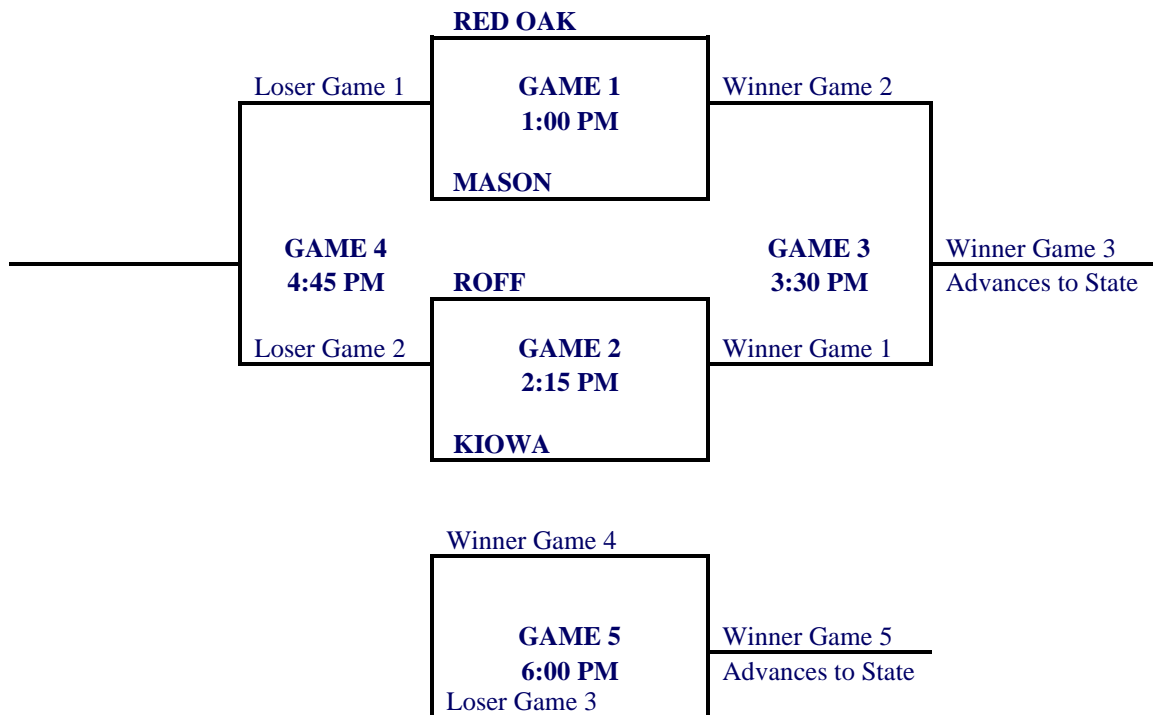 RED OAK
Loser Game 1
GAME 1
Winner Game 2
1:00 PM
MASON
GAME 4
GAME 3
Winner Game 3
4:45 PM
ROFF
3:30 PM
Advances to State
Loser Game 2
GAME 2
Winner Game 1
2:15 PM
KIOWA
Winner Game 4
GAME 5
Winner Game 5
6:00 PM
Advances to State
Loser Game 3